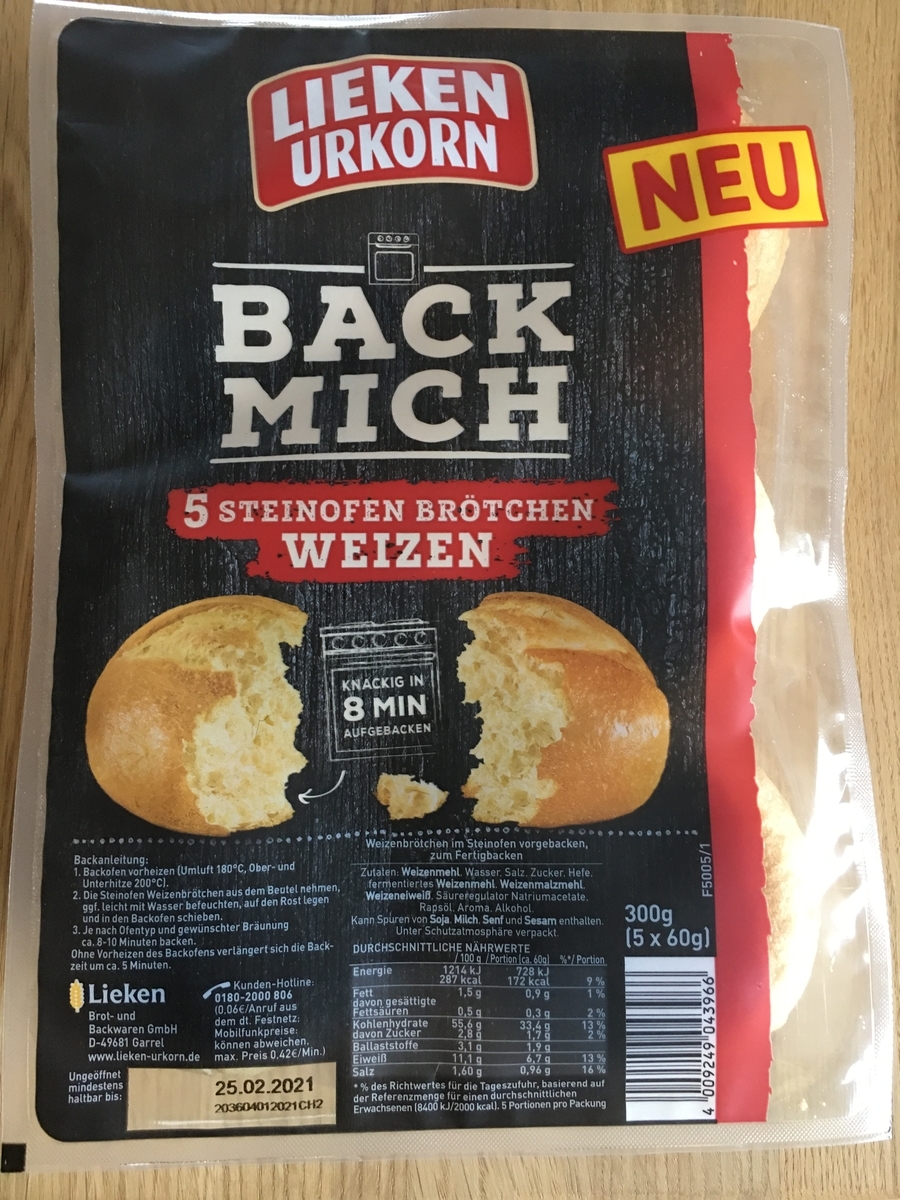 LIEKEN
URKORN
NEU
BACK
MICH
5 STEINOFEN BRÖTCHEN
WEIZEN
KNACKIG IN
8 MIN
AUFGEBACKEN
Backanleitung:
1. Backofen vorheizen (Umluft 180°C, Ober- und
Unterhitze 200°C).
2. Die Steinofen Weizenbrötchen aus dem Beutel nehmen,
ggf. leicht mit Wasser befeuchten, auf den Rost legen
und in den Backofen schieben.
3. Je nach Ofentyp und gewünschter Bräunung
ca. 8-10 Minuten backen.
Ohne Vorheizen des Backofens verlängert sich die Back-
zeit um ca. 5 Minuten.
Lieken
Brot- und
Backwaren GmbH
D-49681 Garrel
www.lieken-urkorn.de
Kunden-Hotline:
0180-2000 806
(0.06€/Anruf aus
dem dt. Festnetz:
Mobilfunkpreise:
können abweichen.
max. Preis 0,42€/Min.)
Ungeöffnet
mindestens
haltbar bis:
25.02.2021
203604012021CH2
Weizenbrötchen im Steinofen vorgebacken,
zum Fertigbacken
Zutaten: Weizenmehl, Wasser, Salz, Zucker, Hefe,
fermentiertes Weizenmehl, Weizenmalzmehl,
Weizeneiweiß, Säureregulator Natriumacetate,
Rapsöl, Aroma, Alkohol.
Kann Spuren von Soja, Milch, Senf und Sesam enthalten.
Unter Schutzatmosphäre verpackt.
DURCHSCHNITTLICHE NÄHRWERTE
/ 100 g / Portion (ca. 60g) %*/ Portion
Energie 1214 kJ 728 kJ
287 kcal 172 kcal 9 %
Fett 1,5 g 0,9 g 1 %
davon gesättigte
Fettsäuren 0,5 g 0,3 g 2 %
Kohlenhydrate 55,6 g 33,4 g 13 %
davon Zucker 2,8 g 1,7 g 2 %
Ballaststoffe 3,1 g 1,9 g
Eiweiß 11,1 g 6,7 g 13 %
Salz 1,60 g 0,96 g 16 %
* % des Richtwertes für die Tageszufuhr, basierend auf
der Referenzmenge für einen durchschnittlichen
Erwachsenen (8400 kJ/2000 kcal). 5 Portionen pro Packung
F5005/1
300g
(5 x 60g)
4 009249 043966